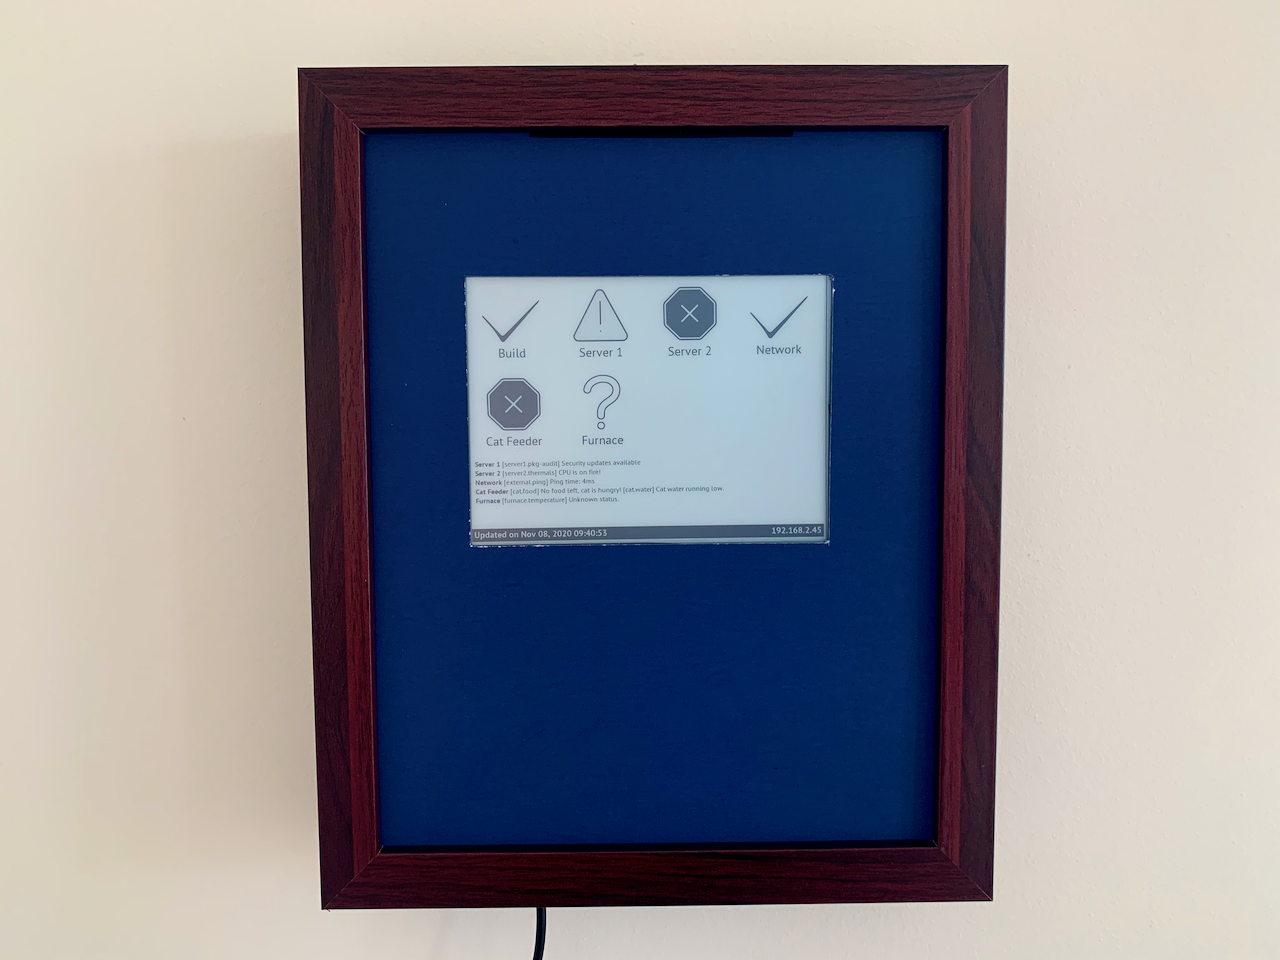 Build Server 1 Server 2 Network
Cat Feeder Furnace
Server 1 [server1.pkg-audit] Security updates available
Server 2 [server2.thermals] CPU is on fire!
Network [external.ping] Ping time: 4ms
Cat Feeder [cat.food] No food left, cat is hungry! [cat.water] Cat water running low.
Furnace [furnace.temperature] Unknown status.
Updated on Nov 08, 2020 09:40:53 192.168.2.45